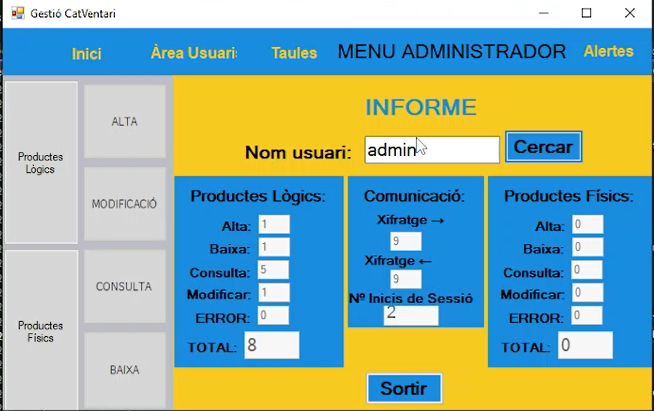 Gestió CatVentari
Inici Àrea Usuari Taules MENU ADMINISTRADOR Alertes
Productes
Lògics
ALTA
MODIFICACIÓ
Productes
Físics
CONSULTA
BAIXA
INFORME
Nom usuari: admin Cercar
Productes Lògics:
Alta: 1
Baixa: 1
Consulta: 5
Modificar: 1
ERROR: 0
TOTAL: 8
Comunicació:
Xifratge →
9
Xifratge ←
9
Nº Inicis de Sessió
2
Productes Físics:
Alta: 0
Baixa: 0
Consulta: 0
Modificar: 0
ERROR: 0
TOTAL: 0
Sortir